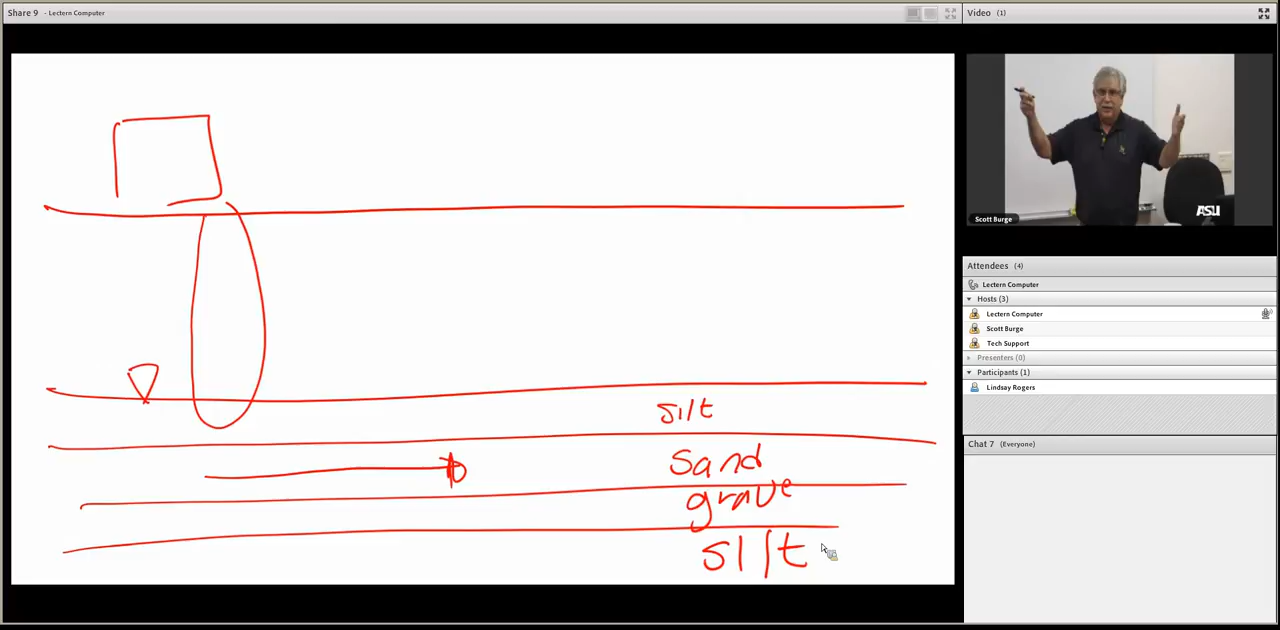 Share 9 - Lectern Computer
Video (1)
silt
sand
grave
silt
Scott Burge
ASU
Attendees (4)
Lectern Computer
Hosts (3)
Lectern Computer
Scott Burge
Tech Support
Presenters (0)
Participants (1)
Lindsay Rogers
Chat 7 (Everyone)